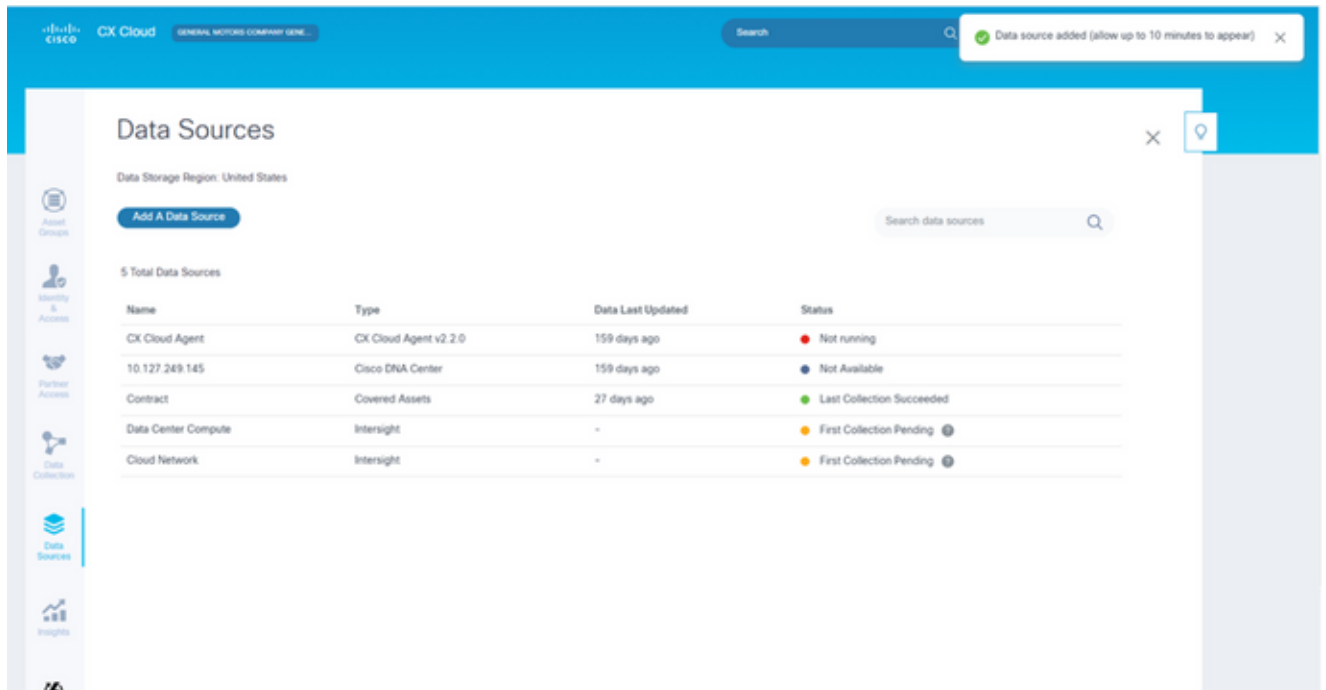 CISCO
CX Cloud
GENERAL MOTORS COMPANY GENE...
Search
Data source added (allow up to 10 minutes to appear)
Data Sources
Data Storage Region: United States
Add A Data Source
Search data sources
5 Total Data Sources
Name Type Data Last Updated Status
CX Cloud Agent CX Cloud Agent v2.2.0 159 days ago Not running
10.127.249.145 Cisco DNA Center 159 days ago Not Available
Contract Covered Assets 27 days ago Last Collection Succeeded
Data Center Compute Intersight - First Collection Pending ?
Cloud Network Intersight - First Collection Pending ?
Asset
Groups
Identity
&
Access
Partner
Access
Data
Collection
Data
Sources
Insights